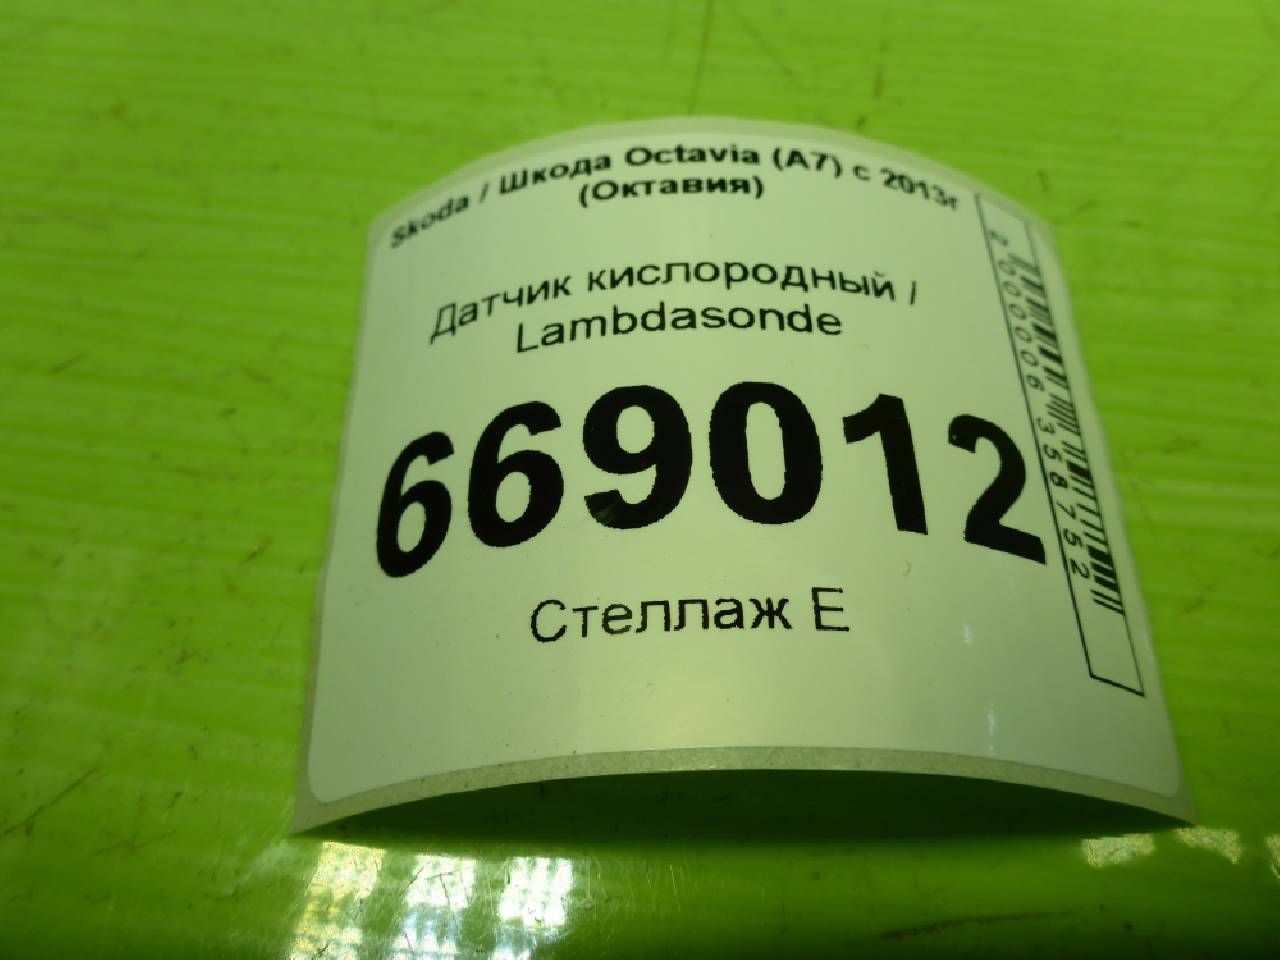 Skoda / Шкода Octavia (A7) с 2013г
(Октавия)
Датчик кислородный /
Lambdasonde
669012
Стеллаж E
2000006358752